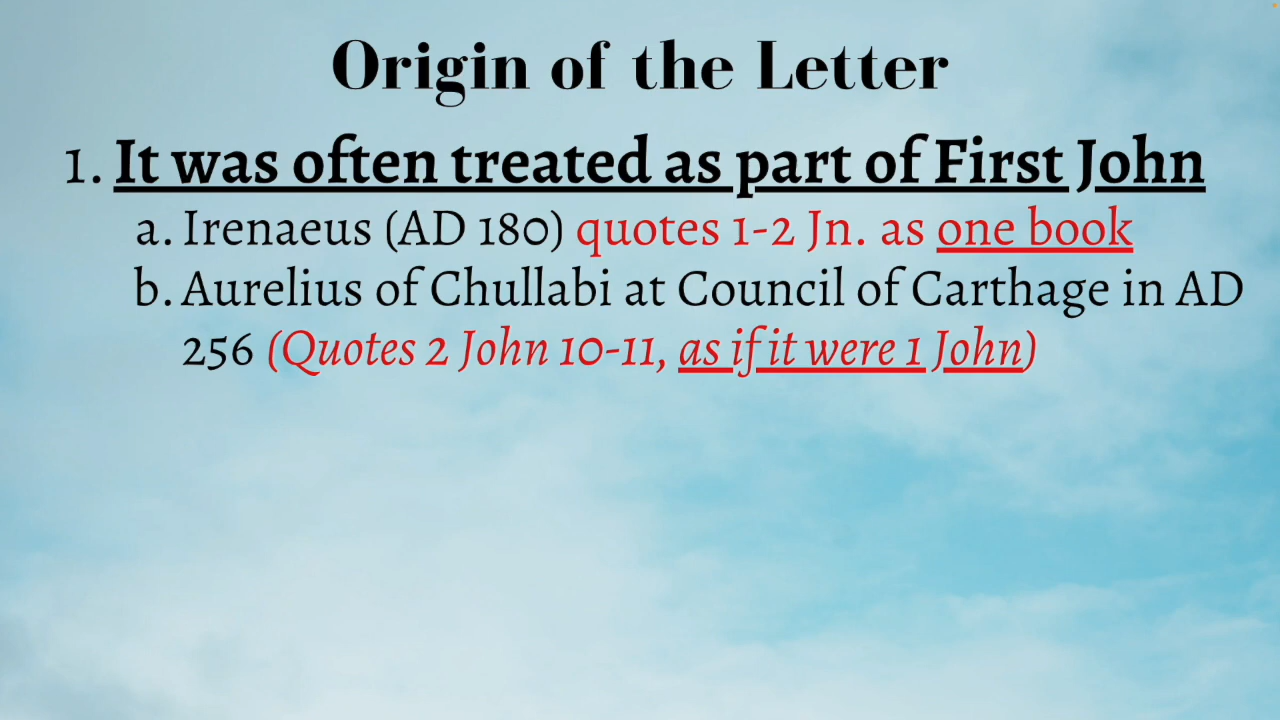 Origin of the Letter
1. It was often treated as part of First John
a. Irenaeus (AD 180) quotes 1-2 Jn. as one book
b. Aurelius of Chullabi at Council of Carthage in AD
256 (Quotes 2 John 10-11, as if it were 1 John)